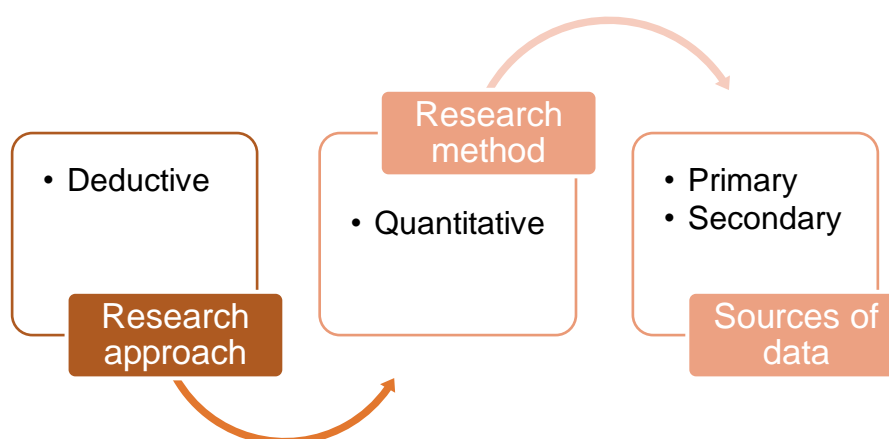 • Deductive
Research
approach
Research
method
• Quantitative
• Primary
• Secondary
Sources of
data